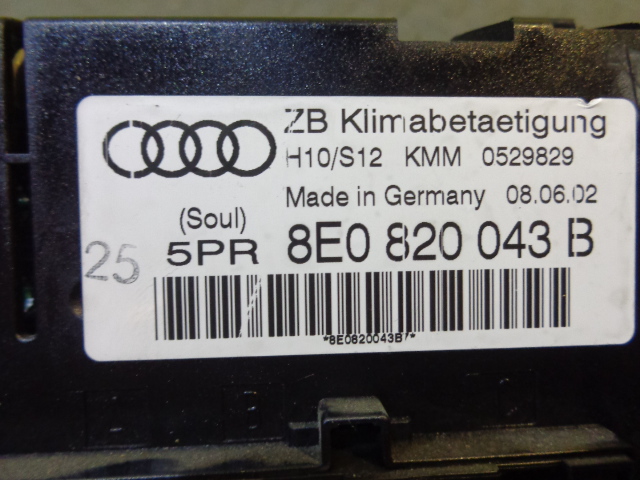 ZB Klimabetaetigung
H10/S12 KMM 0529829
Made in Germany 08.06.02
(Soul)
25 5PR 8E0 820 043 B
*8E0820043B7*